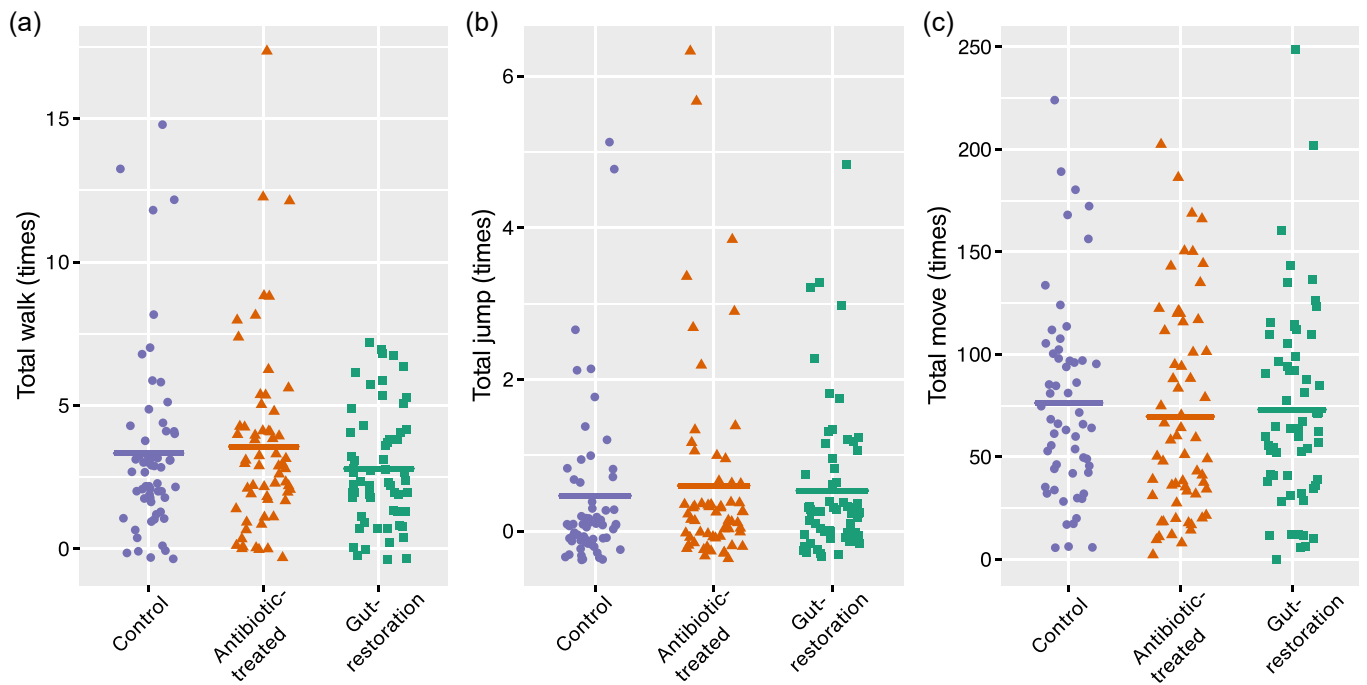 (a)
Total walk (times)
15
10
5
0
Control
Antibiotic-
treated
Gut-
restoration
(b)
Total jump (times)
6
4
2
0
Control
Antibiotic-
treated
Gut-
restoration
(c)
Total move (times)
250
200
150
100
50
0
Control
Antibiotic-
treated
Gut-
restoration